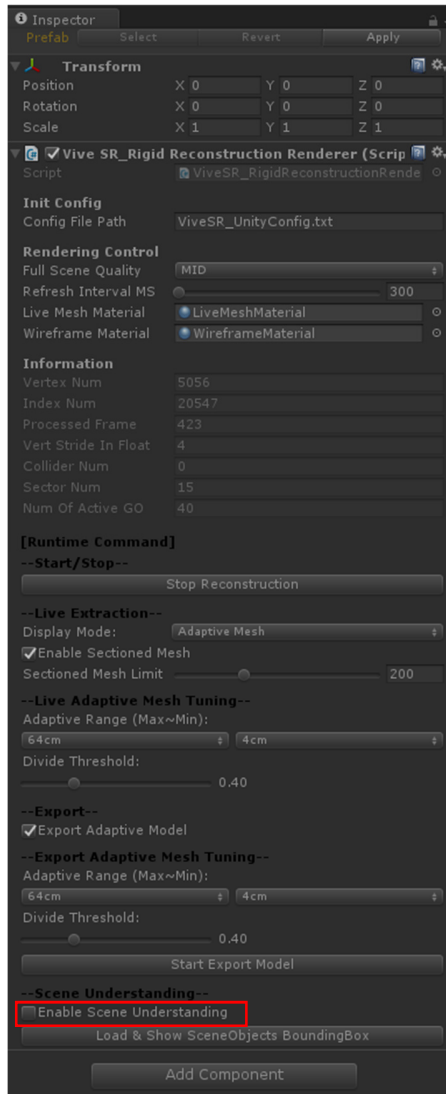 Inspector
Prefab Select Revert Apply
Transform
Position X 0 Y 0 Z 0
Rotation X 0 Y 0 Z 0
Scale X 1 Y 1 Z 1
Vive SR_Rigid Reconstruction Renderer (Scrip
Script ViveSR_RigidReconstructionRende
Init Config
Config File Path ViveSR_UnityConfig.txt
Rendering Control
Full Scene Quality MID
Refresh Interval MS 300
Live Mesh Material LiveMeshMaterial
Wireframe Material WireframeMaterial
Information
Vertex Num 5056
Index Num 20547
Processed Frame 423
Vert Stride In Float 4
Collider Num 0
Sector Num 15
Num Of Active GO 40
[Runtime Command]
--Start/Stop--
Stop Reconstruction
--Live Extraction--
Display Mode: Adaptive Mesh
Enable Sectioned Mesh
Sectioned Mesh Limit 200
--Live Adaptive Mesh Tuning--
Adaptive Range (Max~Min):
64cm 4cm
Divide Threshold:
0.40
--Export--
Export Adaptive Model
--Export Adaptive Mesh Tuning--
Adaptive Range (Max~Min):
64cm 4cm
Divide Threshold:
0.40
Start Export Model
--Scene Understanding--
Enable Scene Understanding
Load & Show SceneObjects BoundingBox
Add Component